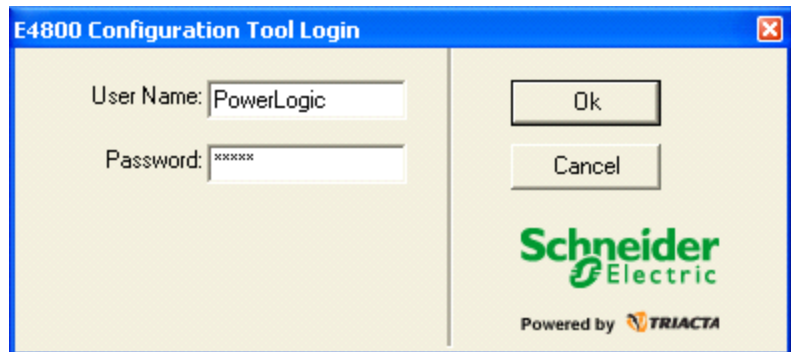 E4800 Configuration Tool Login
User Name: PowerLogic
Password: *****
Ok
Cancel
Schneider
Electric
Powered by TRIACTA